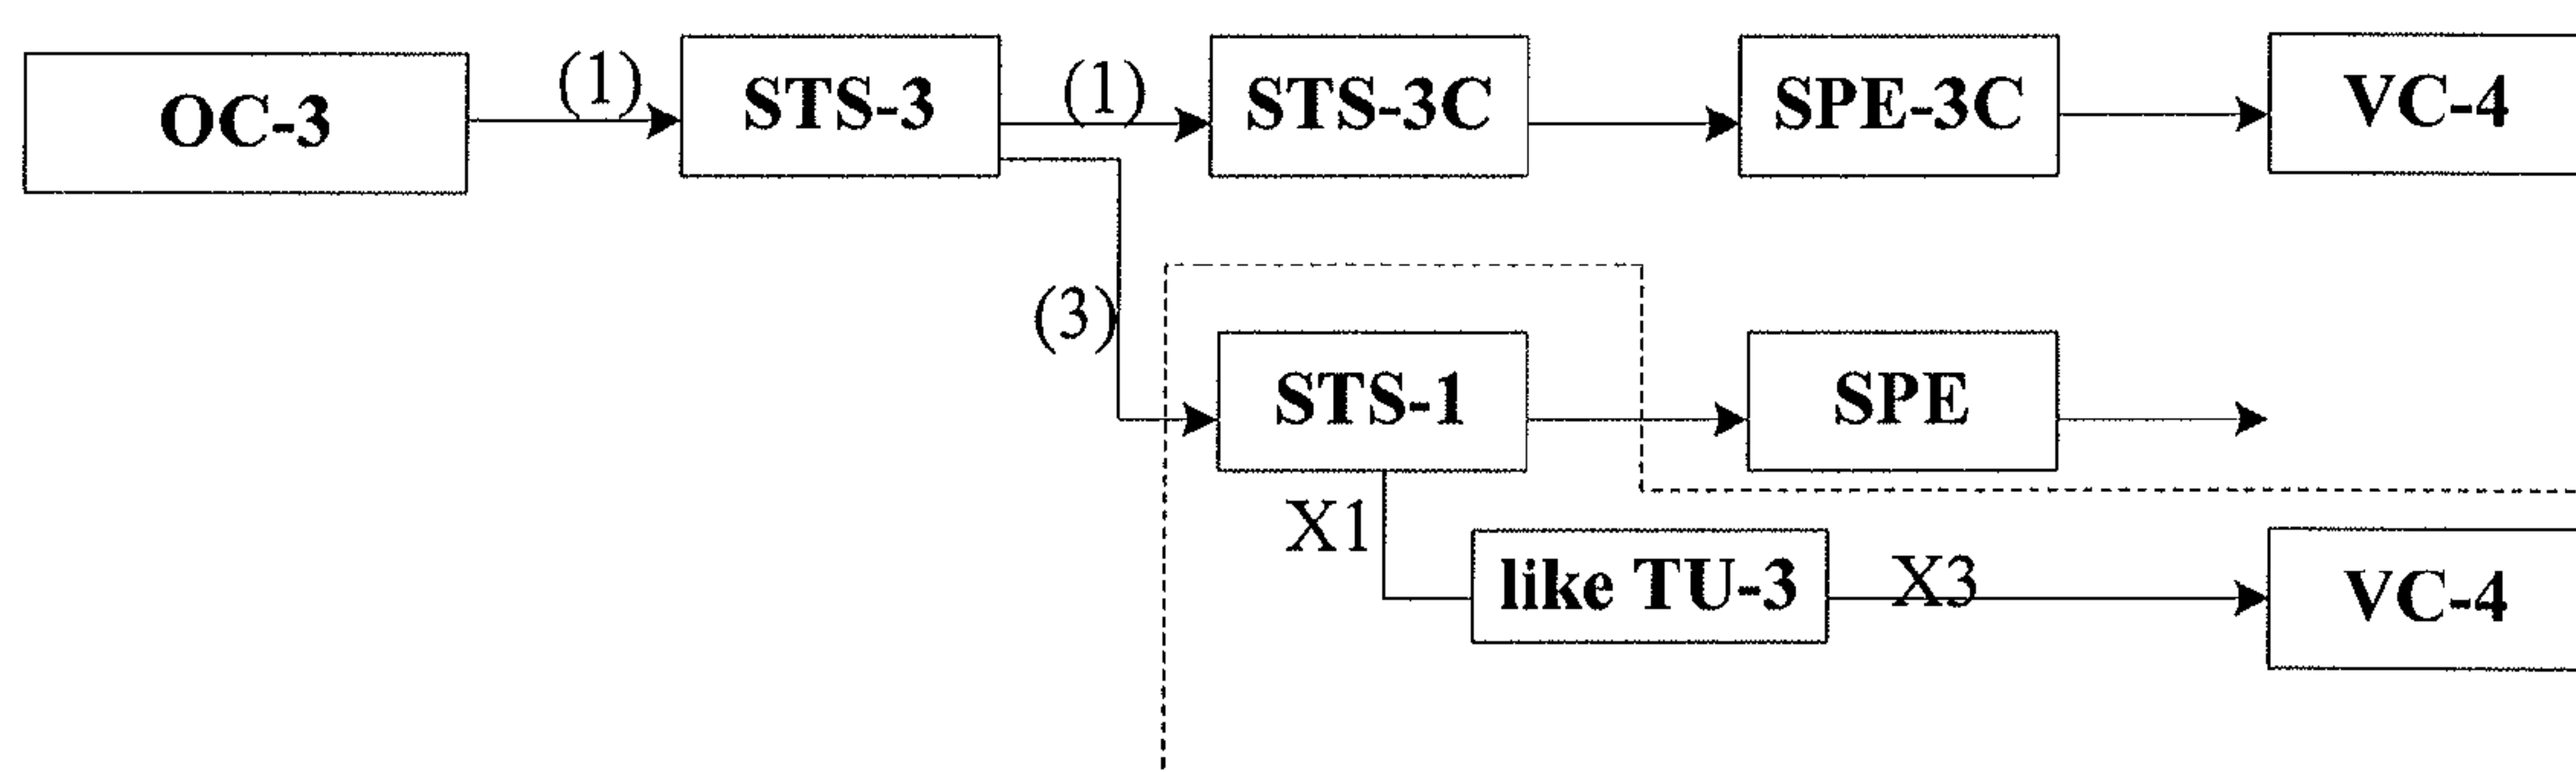 OC-3
(1)
STS-3
(1)
STS-3C
SPE-3C
VC-4
(3)
STS-1
SPE
X1
like TU-3
X3
VC-4